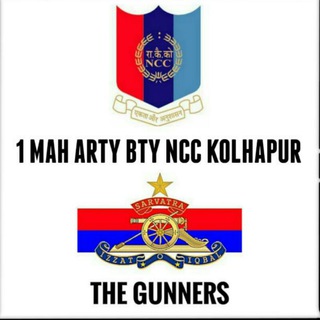 रा.कै.को
NCC
एकता और अनुशासन
1 MAH ARTY BTY NCC KOLHAPUR
SARVATRA
IZZAT O IQBAL
THE GUNNERS